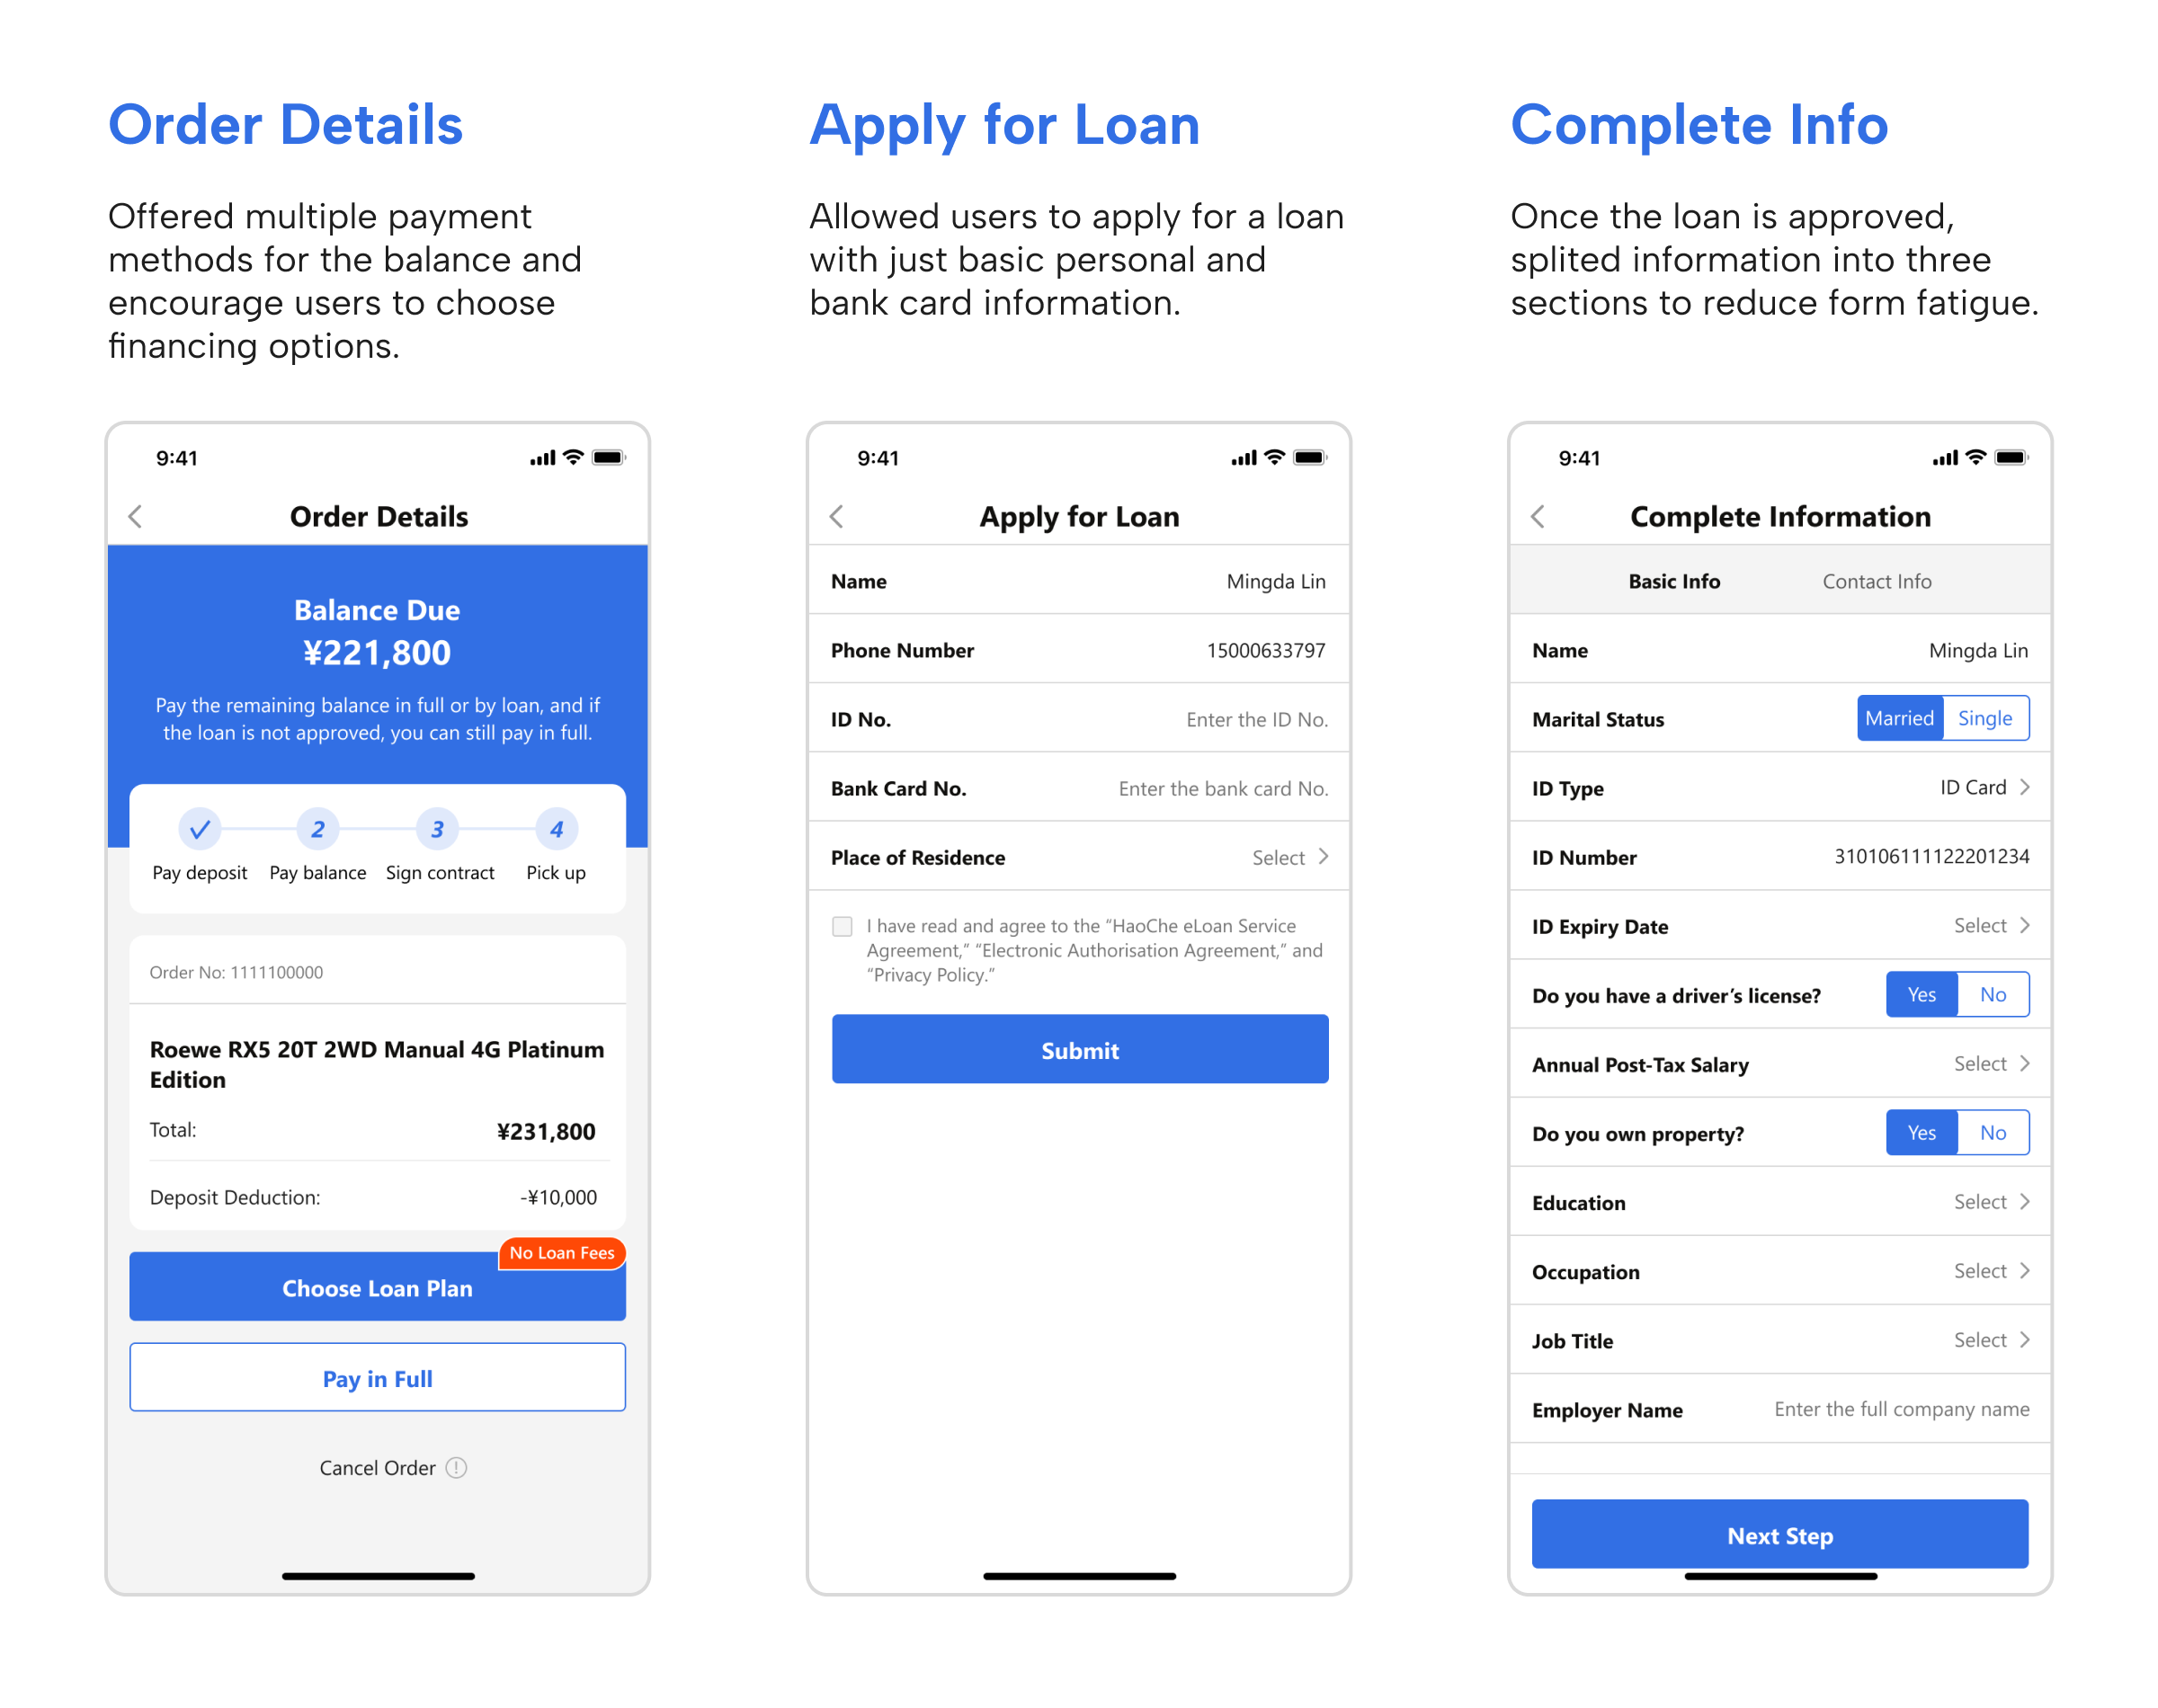 Order Details
Offered multiple payment
methods for the balance and
encourage users to choose
financing options.
Apply for Loan
Allowed users to apply for a loan
with just basic personal and
bank card information.
Complete Info
Once the loan is approved,
splited information into three
sections to reduce form fatigue.
9:41
Order Details
Balance Due
¥221,800
Pay the remaining balance in full or by loan, and if
the loan is not approved, you can still pay in full.
2 3 4
Pay deposit Pay balance Sign contract Pick up
Order No: 1111100000
Roewe RX5 20T 2WD Manual 4G Platinum
Edition
Total: ¥231,800
Deposit Deduction: -¥10,000
No Loan Fees
Choose Loan Plan
Pay in Full
Cancel Order
9:41
Apply for Loan
Name Mingda Lin
Phone Number 15000633797
ID No. Enter the ID No.
Bank Card No. Enter the bank card No.
Place of Residence Select
I have read and agree to the “HaoChe eLoan Service
Agreement,” “Electronic Authorisation Agreement,” and
“Privacy Policy.”
Submit
9:41
Complete Information
Basic Info Contact Info
Name Mingda Lin
Marital Status Married Single
ID Type ID Card
ID Number 310106111122201234
ID Expiry Date Select
Do you have a driver’s license? Yes No
Annual Post-Tax Salary Select
Do you own property? Yes No
Education Select
Occupation Select
Job Title Select
Employer Name Enter the full company name
Next Step